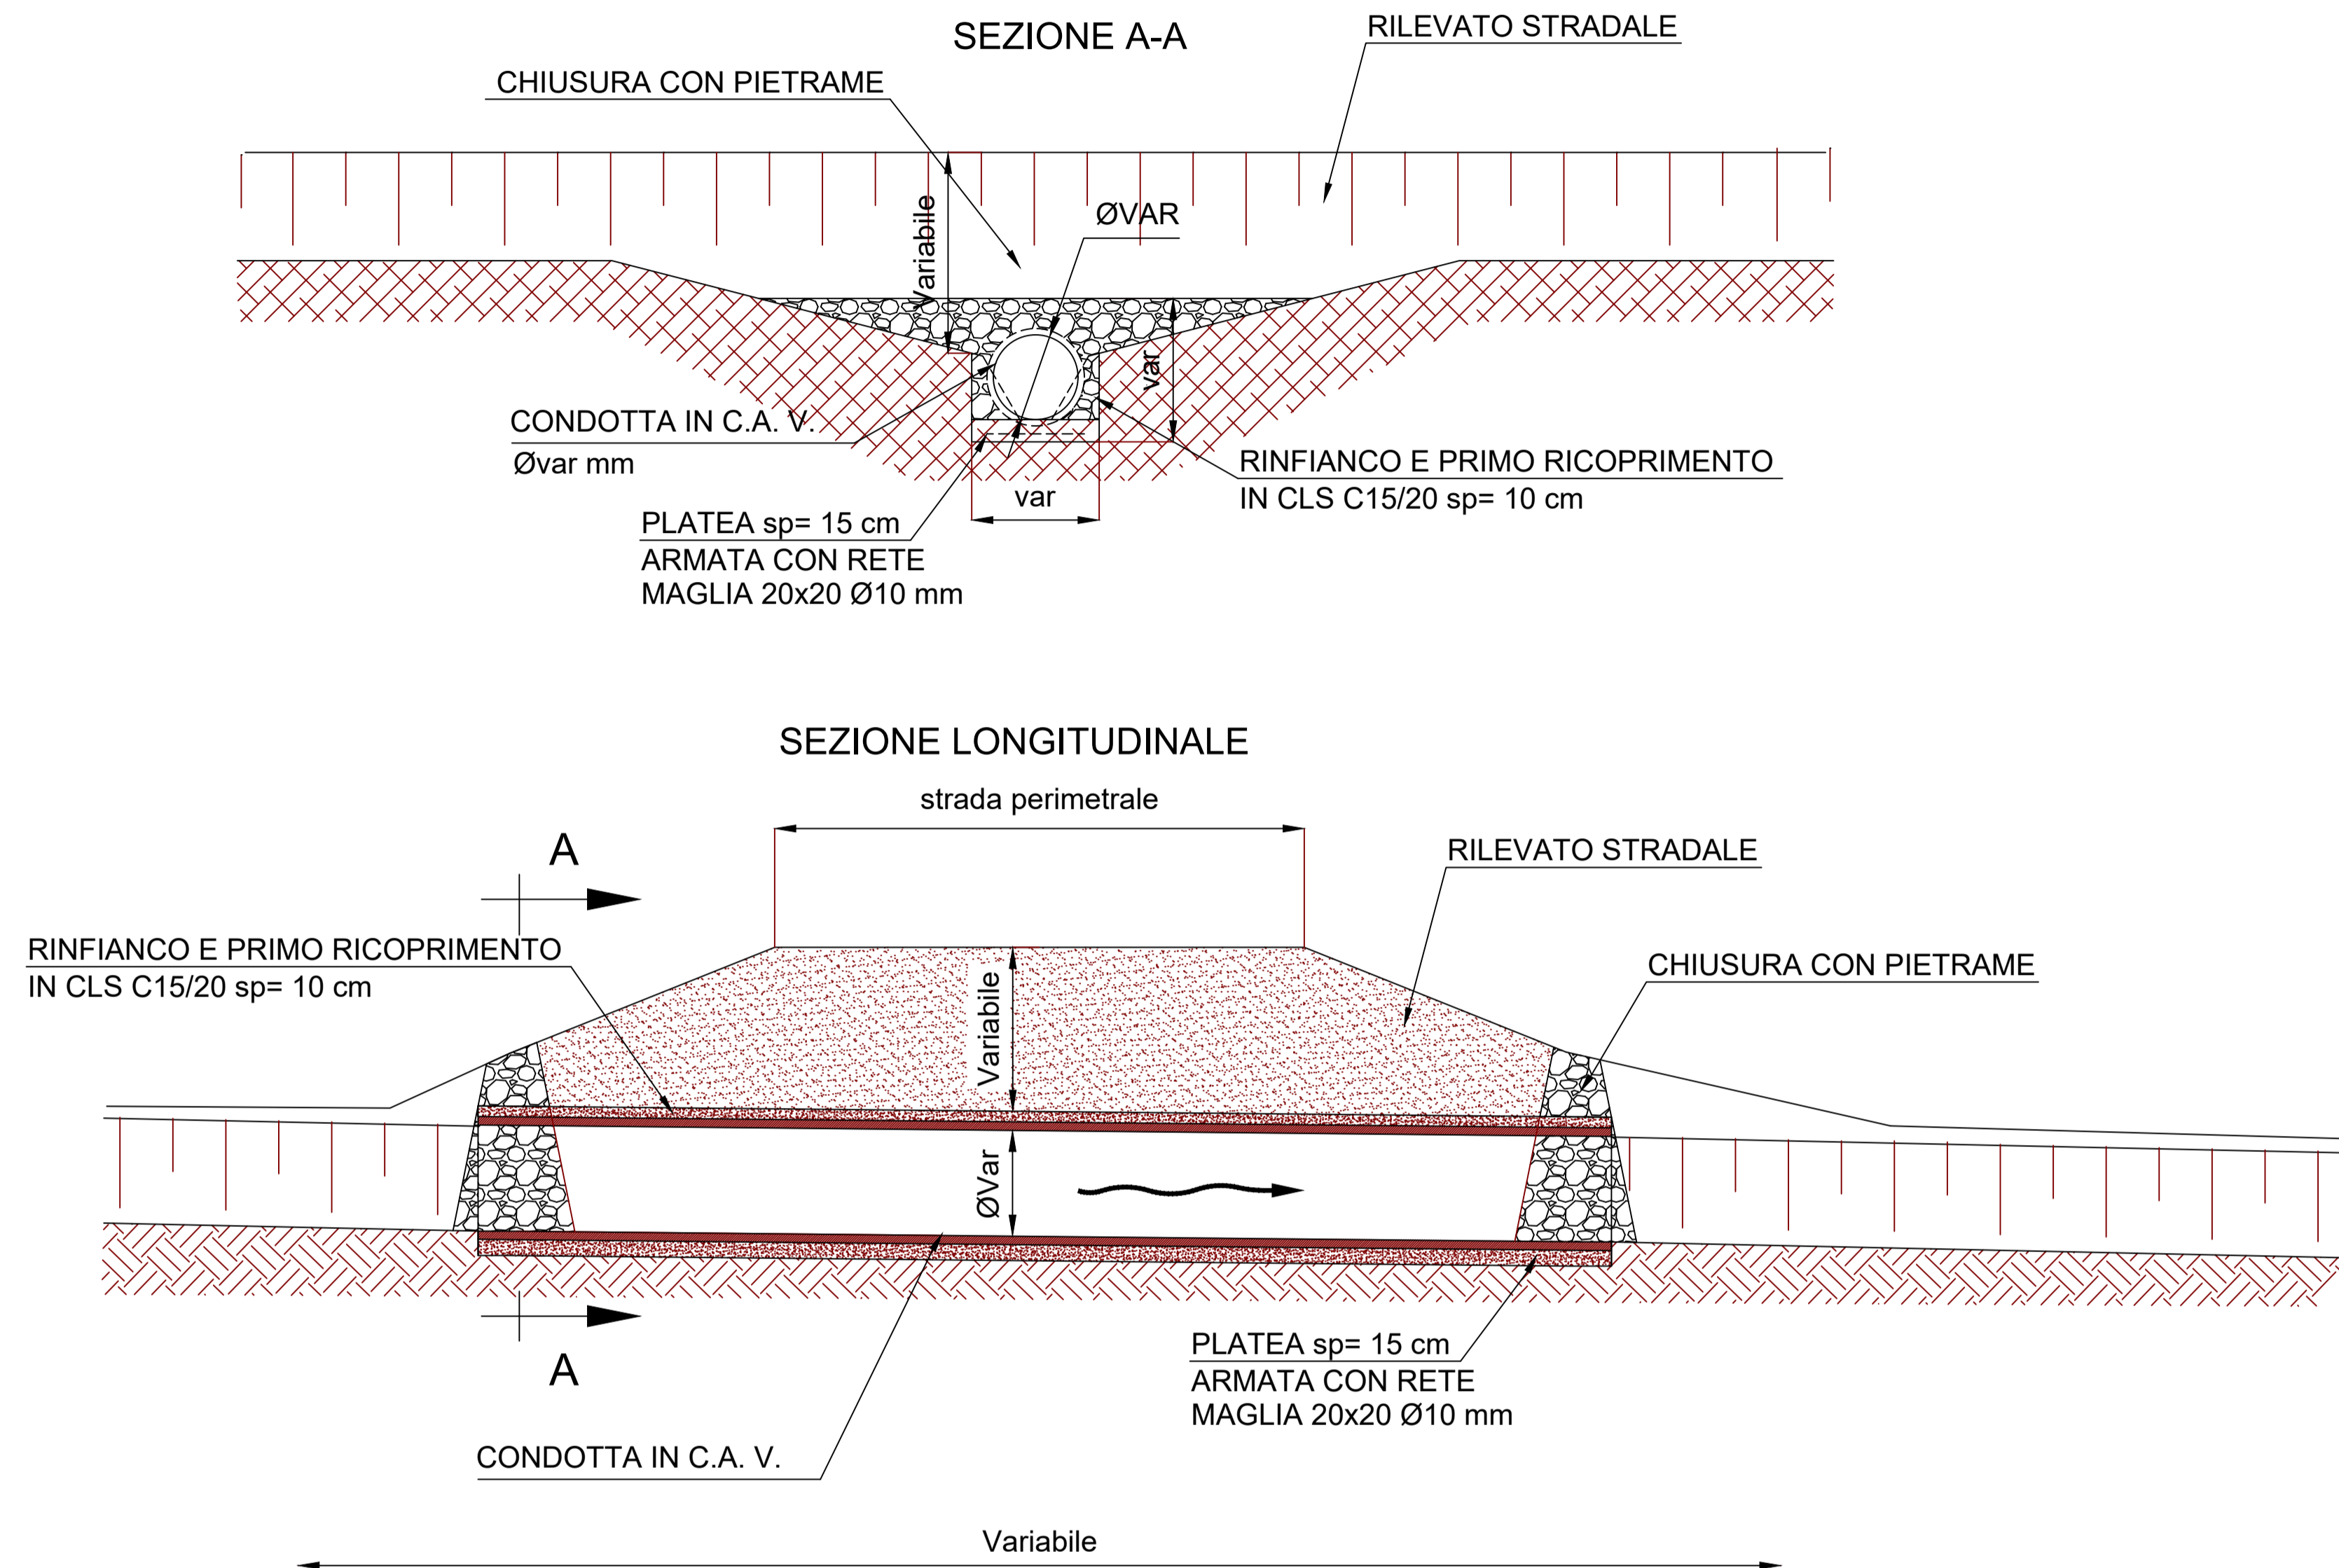 SEZIONE A-A
RILEVATO STRADALE
CHIUSURA CON PIETRAME
Variabile
ØVAR
var
CONDOTTA IN C.A. V.
Øvar mm
RINFIANCO E PRIMO RICOPRIMENTO
IN CLS C15/20 sp= 10 cm
var
PLATEA sp= 15 cm
ARMATA CON RETE
MAGLIA 20x20 Ø10 mm
SEZIONE LONGITUDINALE
strada perimetrale
A
RILEVATO STRADALE
RINFIANCO E PRIMO RICOPRIMENTO
IN CLS C15/20 sp= 10 cm
CHIUSURA CON PIETRAME
Variabile
ØVar
A
PLATEA sp= 15 cm
ARMATA CON RETE
MAGLIA 20x20 Ø10 mm
CONDOTTA IN C.A. V.
Variabile